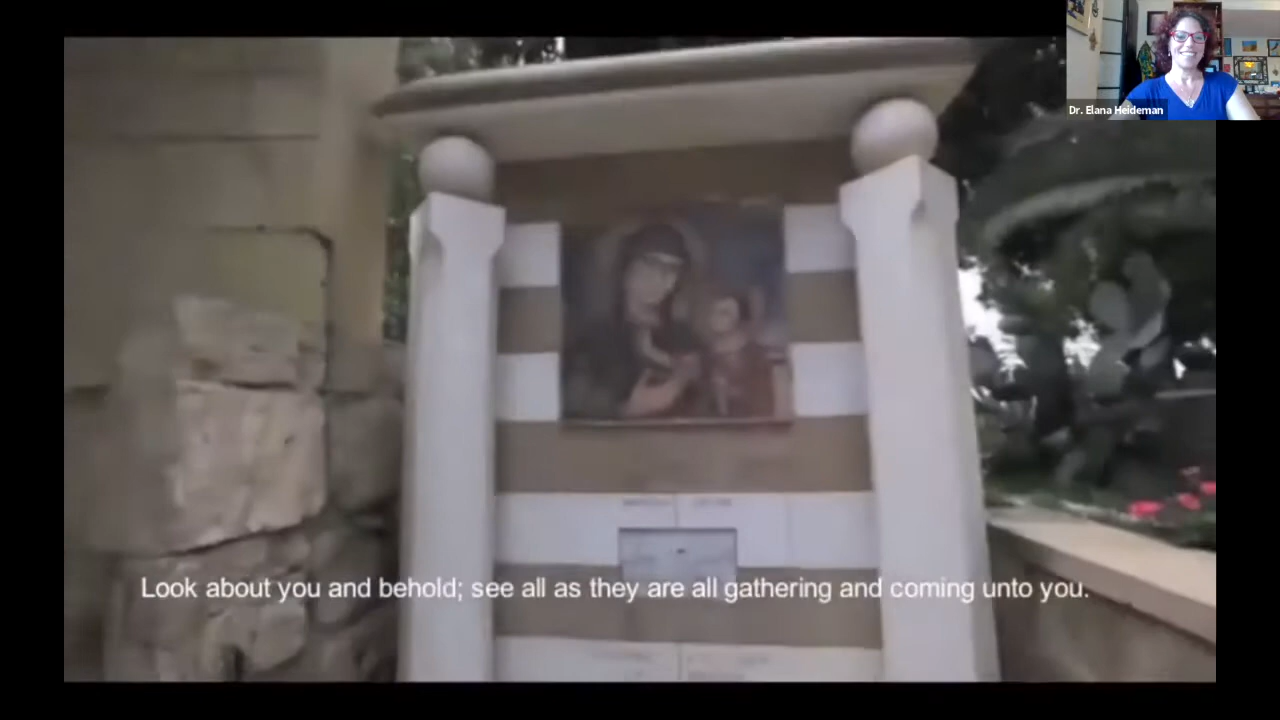 Dr. Elana Heideman
Look about you and behold; see all as they are all gathering and coming unto you.